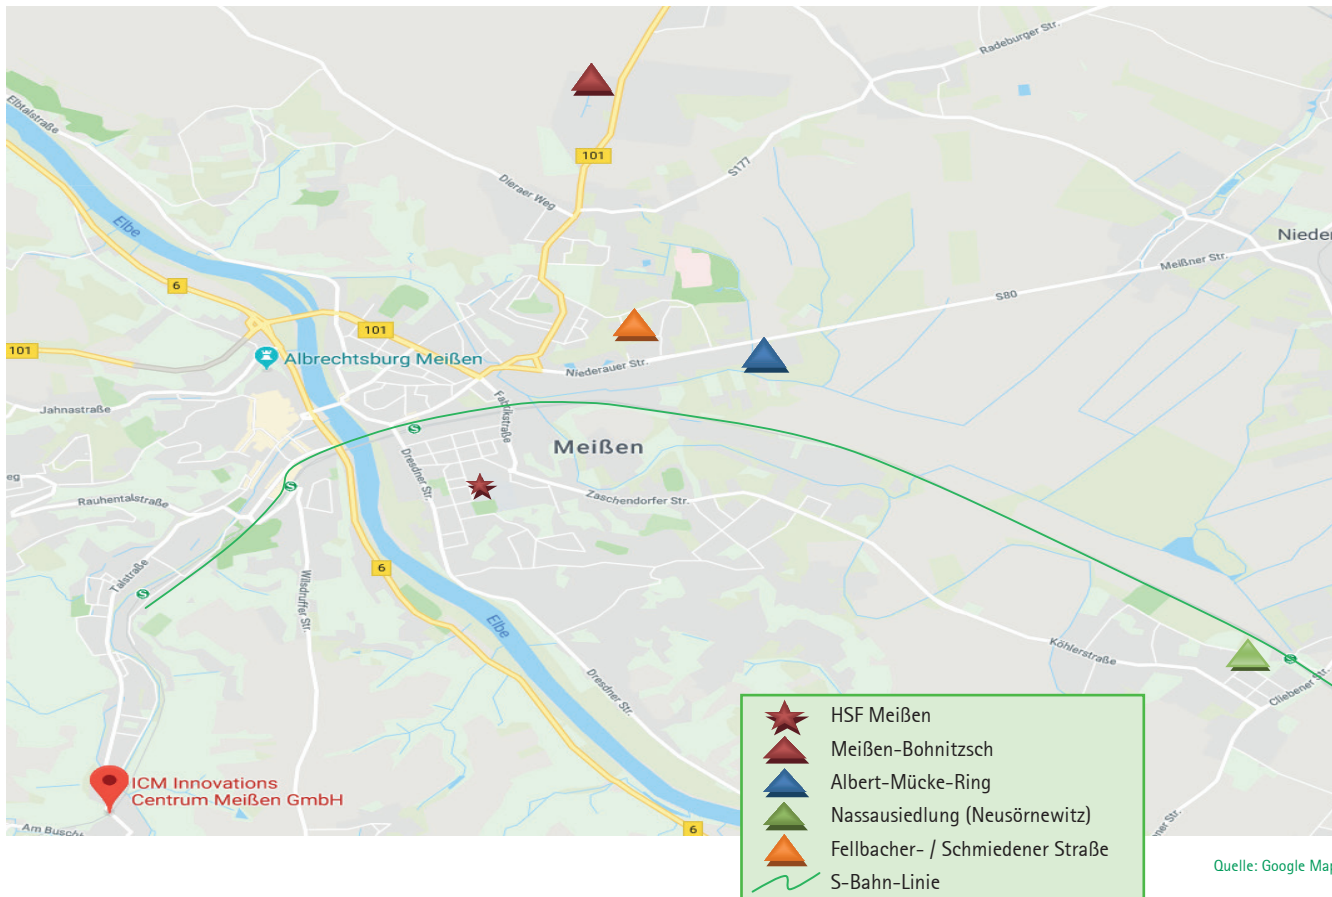 Radeburger Str.
Elbtalstraße
101
S177
Dieraer Weg
Elbe
Nieder
Meißner Str.
6
S80
101
101
Albrechtsburg Meißen
Niederauer Str.
Jahnastraße
Fabrikstraße
Meißen
Dresdner Str.
eg
Rauhentalstraße
Zaschendorfer Str.
6
Talstraße
Wilsdruffer Str.
Elbe
Köhlerstraße
Dresdner Str.
Cliebener Str.
HSF Meißen
Meißen-Bohnitzsch
ICM Innovations
Centrum Meißen GmbH
Albert-Mücke-Ring
Nassausiedlung (Neusörnewitz)
Am Buscht
6
ner Str.
Fellbacher- / Schmiedener Straße
Quelle: Google Map
S-Bahn-Linie